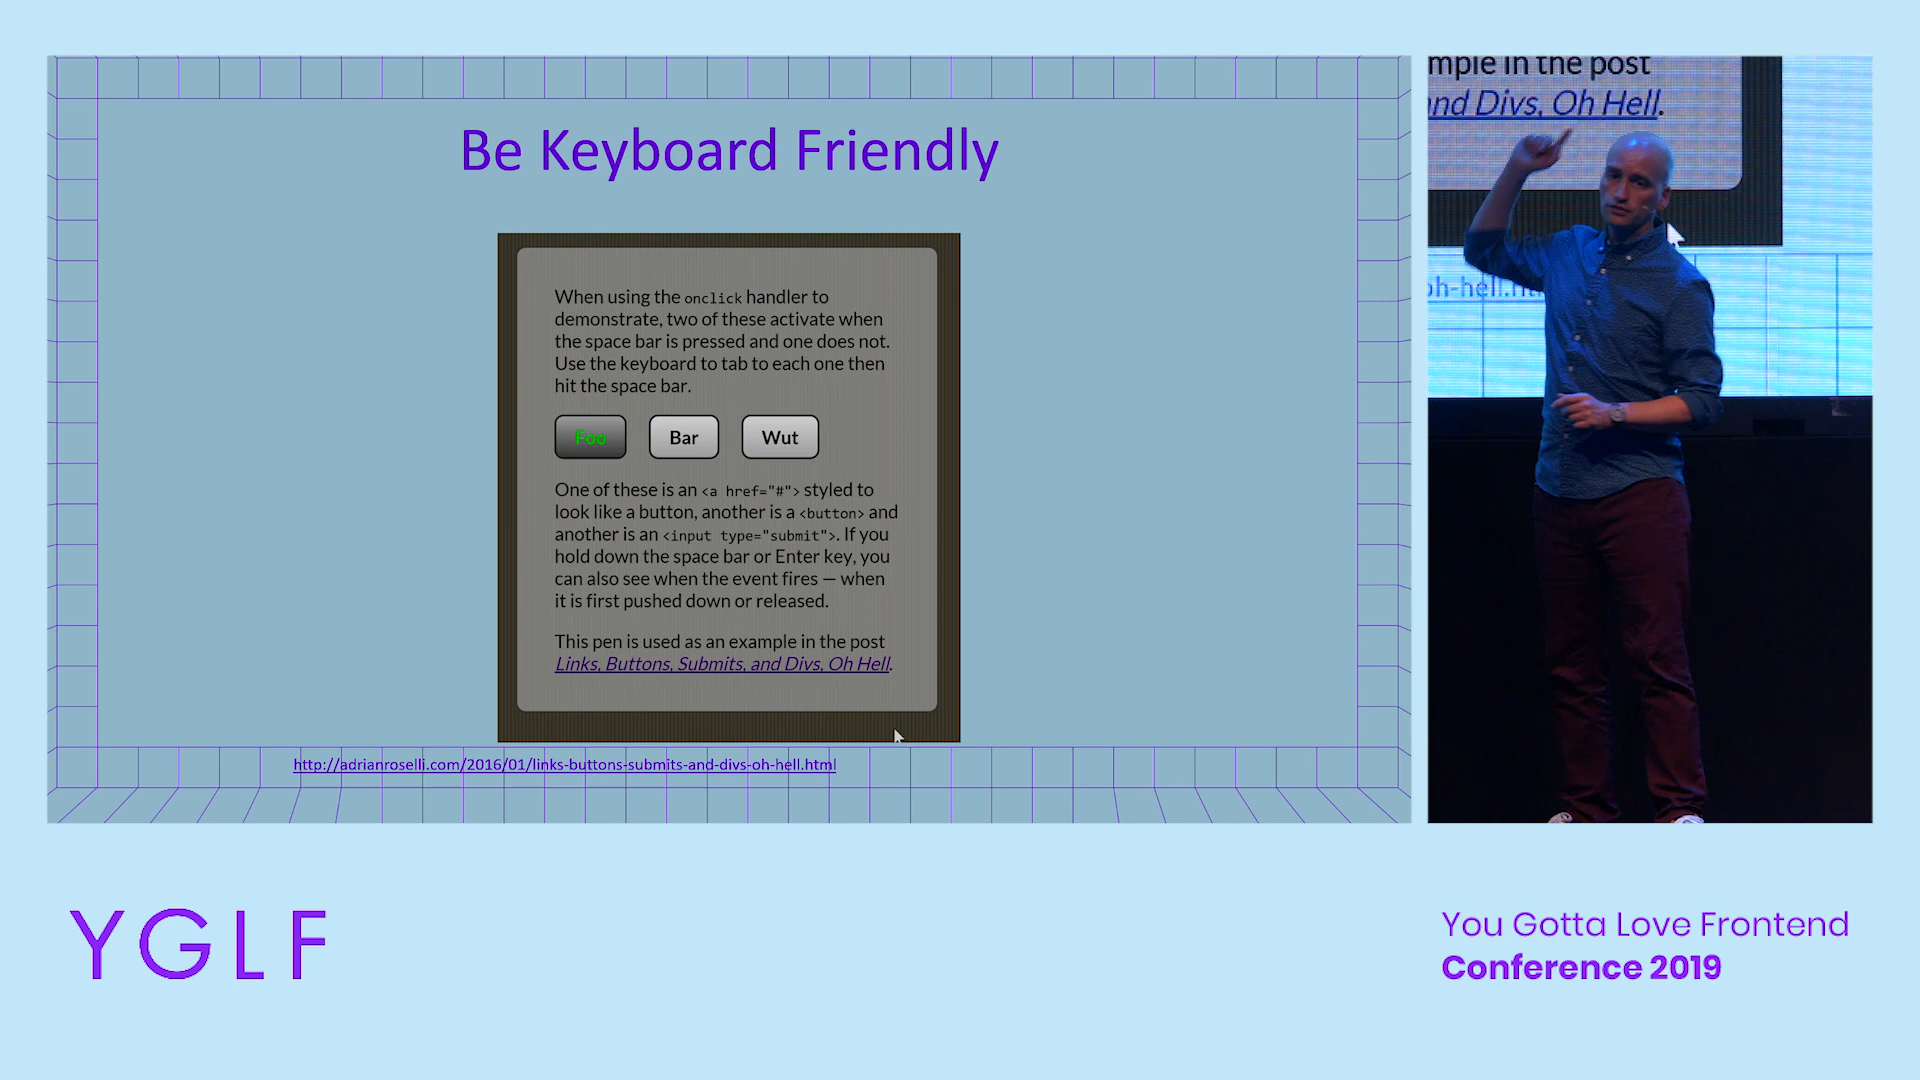 Be Keyboard Friendly
When using the onclick handler to
demonstrate, two of these activate when
the space bar is pressed and one does not.
Use the keyboard to tab to each one then
hit the space bar.
Foo
Bar
Wut
One of these is an <a href="#"> styled to
look like a button, another is a <button> and
another is an <input type="submit">. If you
hold down the space bar or Enter key, you
can also see when the event fires — when
it is first pushed down or released.
This pen is used as an example in the post
Links, Buttons, Submits, and Divs, Oh Hell.
http://adrianroselli.com/2016/01/links-buttons-submits-and-divs-oh-hell.html
mple in the post
and Divs, Oh Hell.
oh-hell.ht
YGLF
You Gotta Love Frontend
Conference 2019